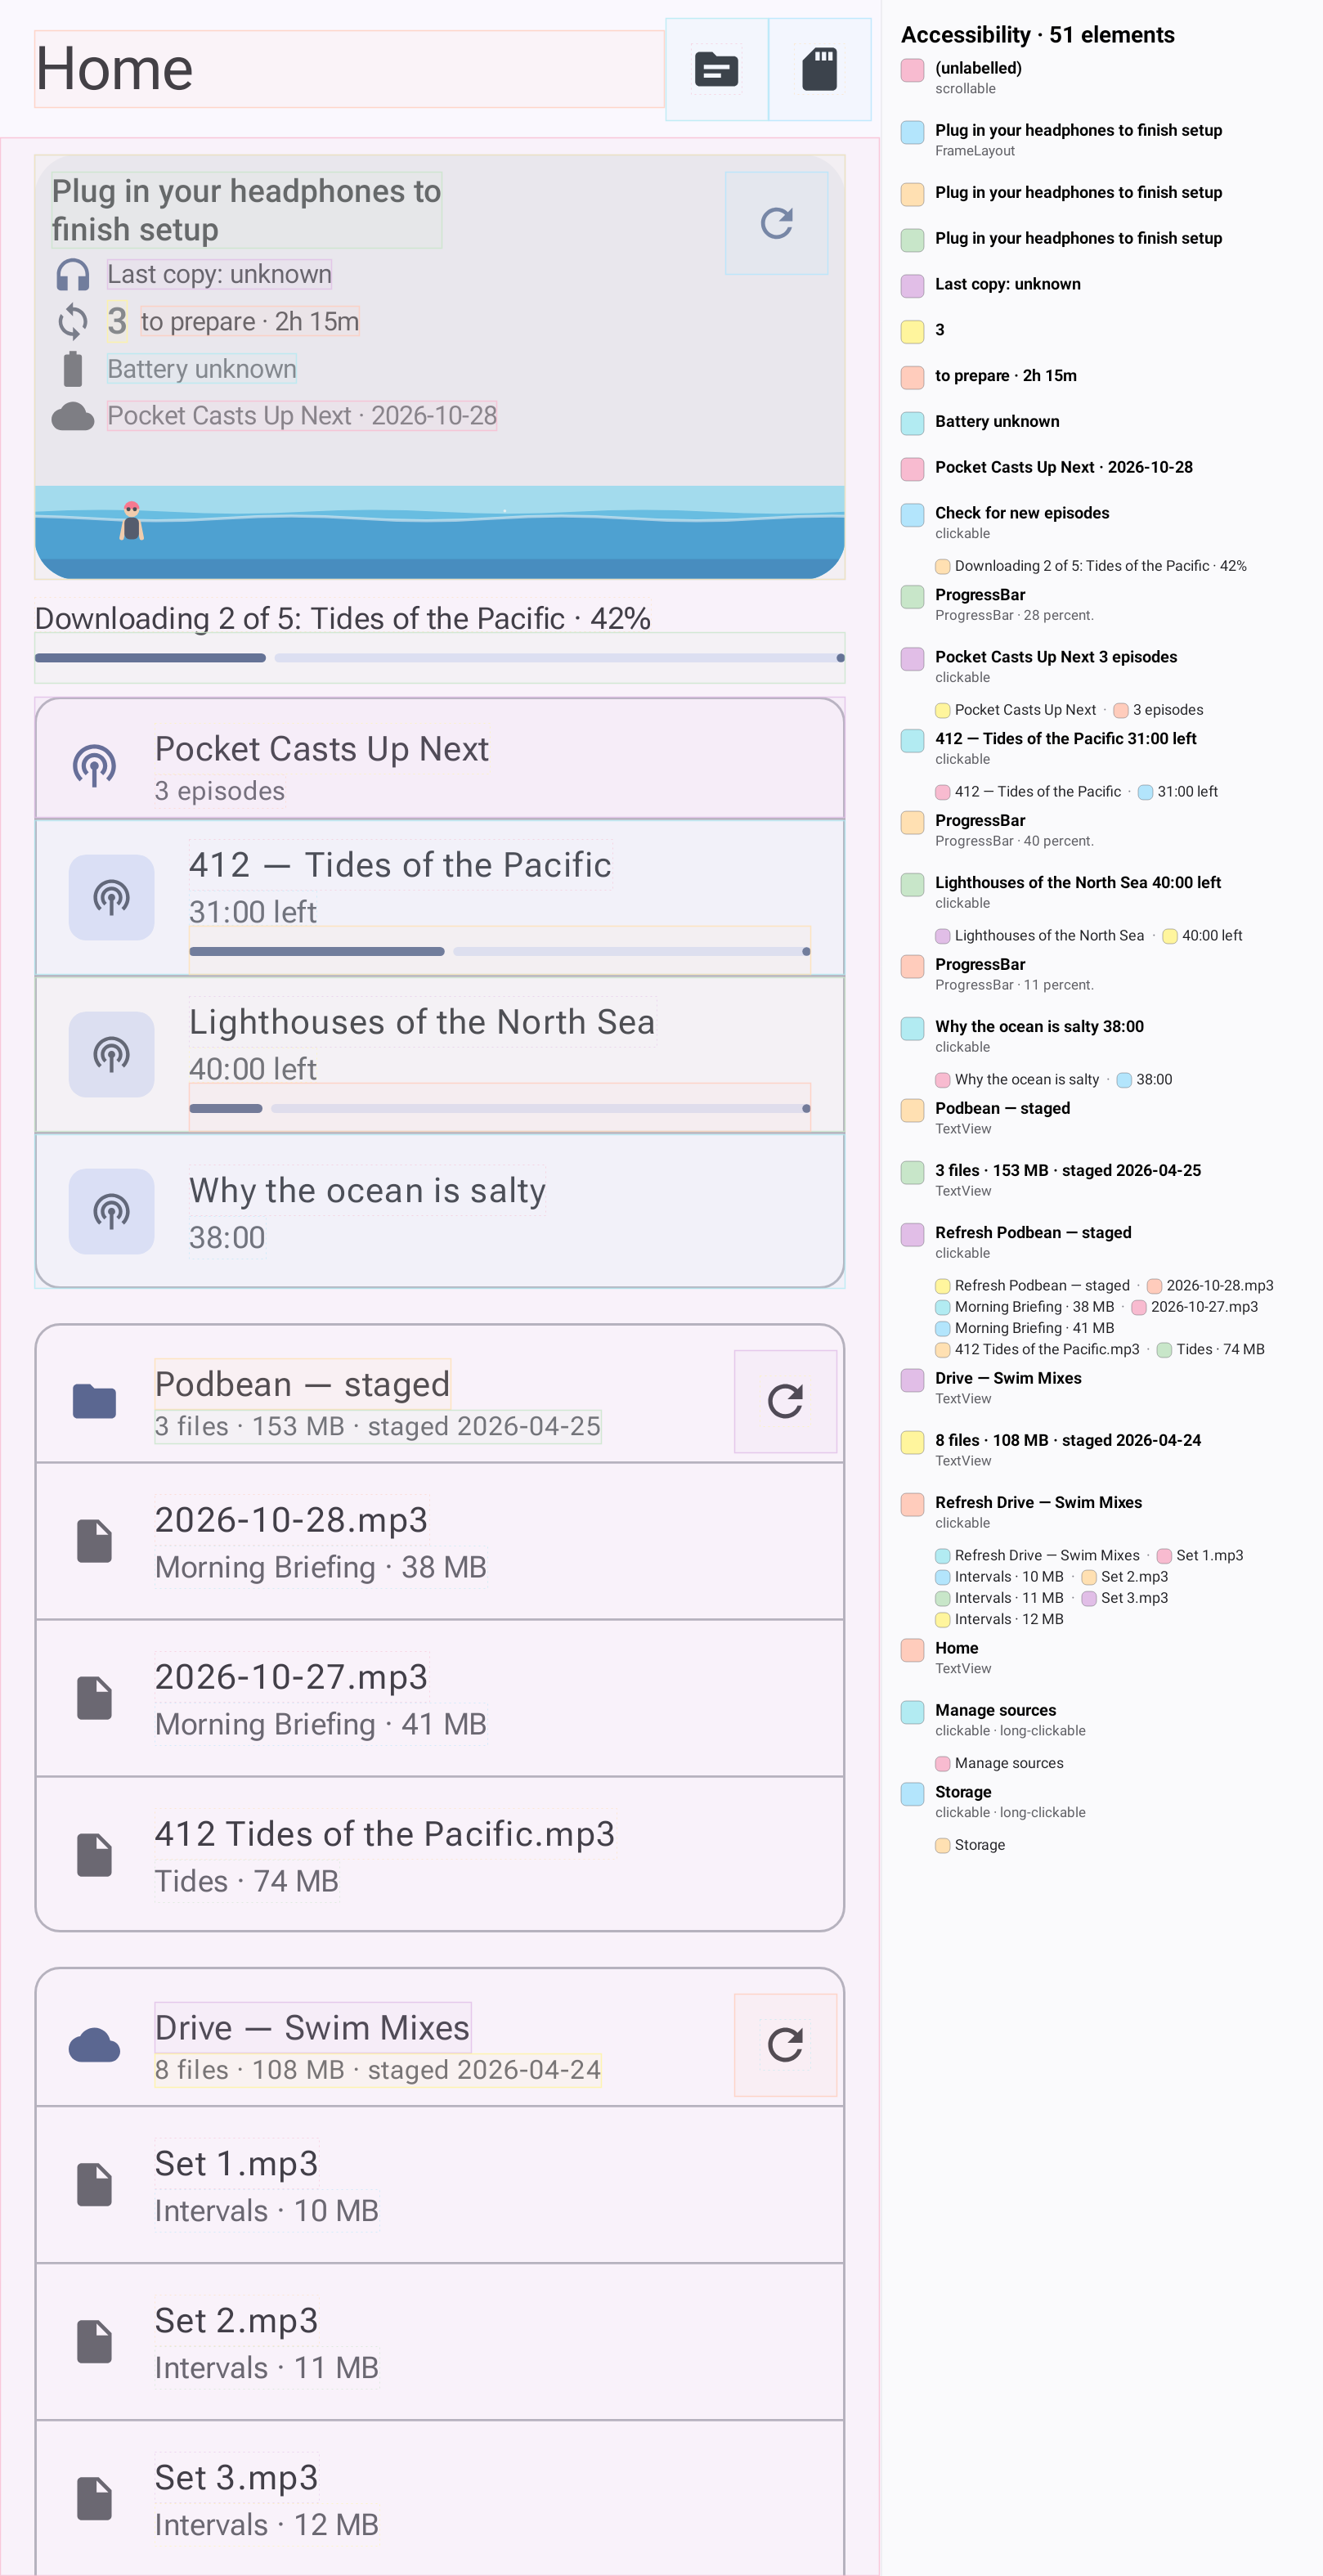 Home
Plug in your headphones to
finish setup
Last copy: unknown
3 to prepare · 2h 15m
Battery unknown
Pocket Casts Up Next · 2026-10-28
Downloading 2 of 5: Tides of the Pacific · 42%
Pocket Casts Up Next
3 episodes
412 — Tides of the Pacific
31:00 left
Lighthouses of the North Sea
40:00 left
Why the ocean is salty
38:00
Podbean — staged
3 files · 153 MB · staged 2026-04-25
2026-10-28.mp3
Morning Briefing · 38 MB
2026-10-27.mp3
Morning Briefing · 41 MB
412 Tides of the Pacific.mp3
Tides · 74 MB
Drive — Swim Mixes
8 files · 108 MB · staged 2026-04-24
Set 1.mp3
Intervals · 10 MB
Set 2.mp3
Intervals · 11 MB
Set 3.mp3
Intervals · 12 MB
Accessibility · 51 elements
(unlabelled)
scrollable
Plug in your headphones to finish setup
FrameLayout
Plug in your headphones to finish setup
Plug in your headphones to finish setup
Last copy: unknown
3
to prepare · 2h 15m
Battery unknown
Pocket Casts Up Next · 2026-10-28
Check for new episodes
clickable
Downloading 2 of 5: Tides of the Pacific · 42%
ProgressBar
ProgressBar · 28 percent.
Pocket Casts Up Next 3 episodes
clickable
Pocket Casts Up Next · 3 episodes
412 — Tides of the Pacific 31:00 left
clickable
412 — Tides of the Pacific · 31:00 left
ProgressBar
ProgressBar · 40 percent.
Lighthouses of the North Sea 40:00 left
clickable
Lighthouses of the North Sea · 40:00 left
ProgressBar
ProgressBar · 11 percent.
Why the ocean is salty 38:00
clickable
Why the ocean is salty · 38:00
Podbean — staged
TextView
3 files · 153 MB · staged 2026-04-25
TextView
Refresh Podbean — staged
clickable
Refresh Podbean — staged · 2026-10-28.mp3
Morning Briefing · 38 MB · 2026-10-27.mp3
Morning Briefing · 41 MB
412 Tides of the Pacific.mp3 · Tides · 74 MB
Drive — Swim Mixes
TextView
8 files · 108 MB · staged 2026-04-24
TextView
Refresh Drive — Swim Mixes
clickable
Refresh Drive — Swim Mixes · Set 1.mp3
Intervals · 10 MB · Set 2.mp3
Intervals · 11 MB · Set 3.mp3
Intervals · 12 MB
Home
TextView
Manage sources
clickable · long-clickable
Manage sources
Storage
clickable · long-clickable
Storage